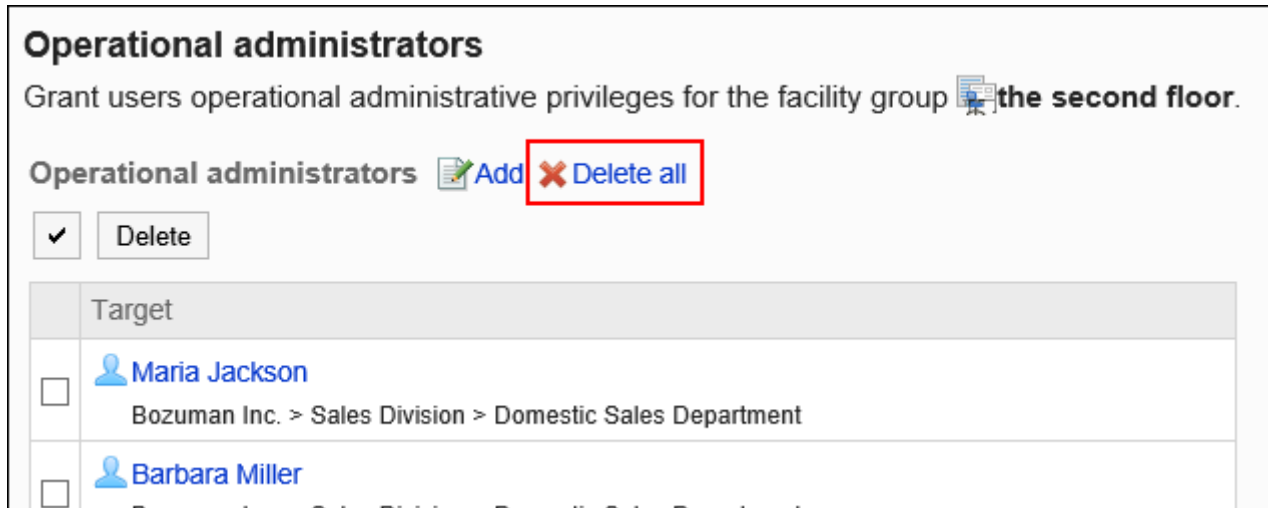 Operational administrators
Grant users operational administrative privileges for the facility group the second floor.
Operational administrators Add Delete all
Delete
Target
Maria Jackson
Bozuman Inc. > Sales Division > Domestic Sales Department
Barbara Miller